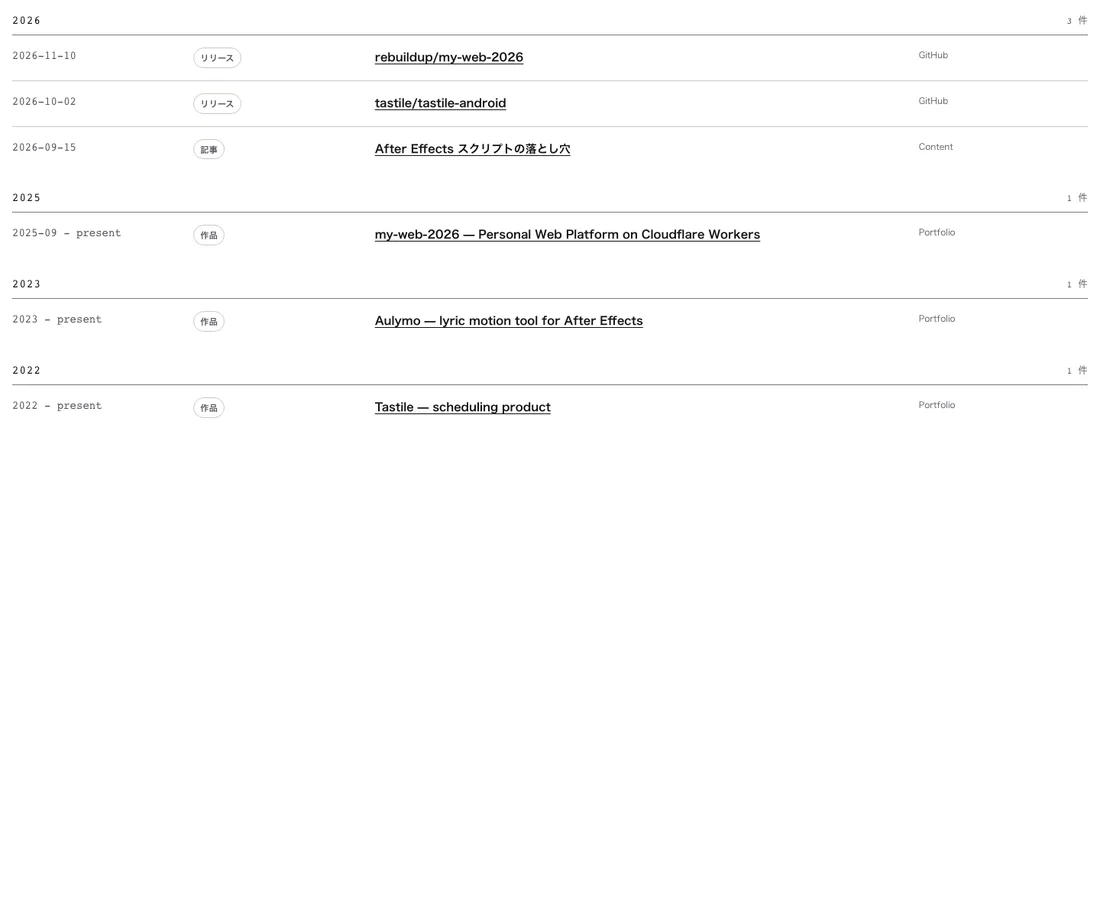 2026 3 件
2026-11-10 リリース rebuildup/my-web-2026 GitHub
2026-10-02 リリース tastile/tastile-android GitHub
2026-09-15 記事 After Effects スクリプトの落とし穴 Content
2025 1 件
2025-09 – present 作品 my-web-2026 — Personal Web Platform on Cloudflare Workers Portfolio
2023 1 件
2023 – present 作品 Aulymo — lyric motion tool for After Effects Portfolio
2022 1 件
2022 – present 作品 Tastile — scheduling product Portfolio